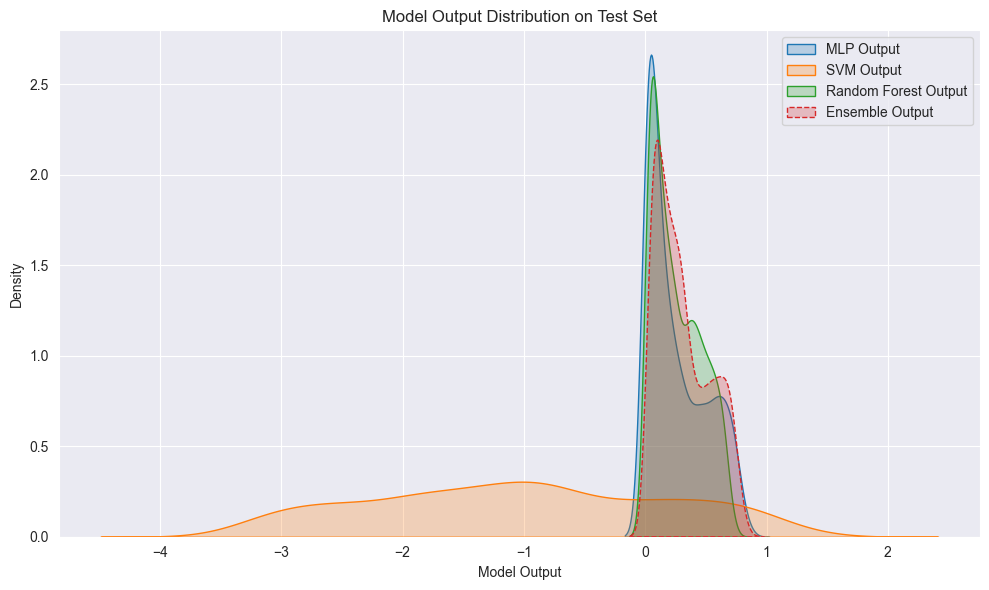 Model Output Distribution on Test Set
MLP Output
SVM Output
Random Forest Output
Ensemble Output
Density
2.5
2.0
1.5
1.0
0.5
0.0
−4
−3
−2
−1
0
1
2
Model Output